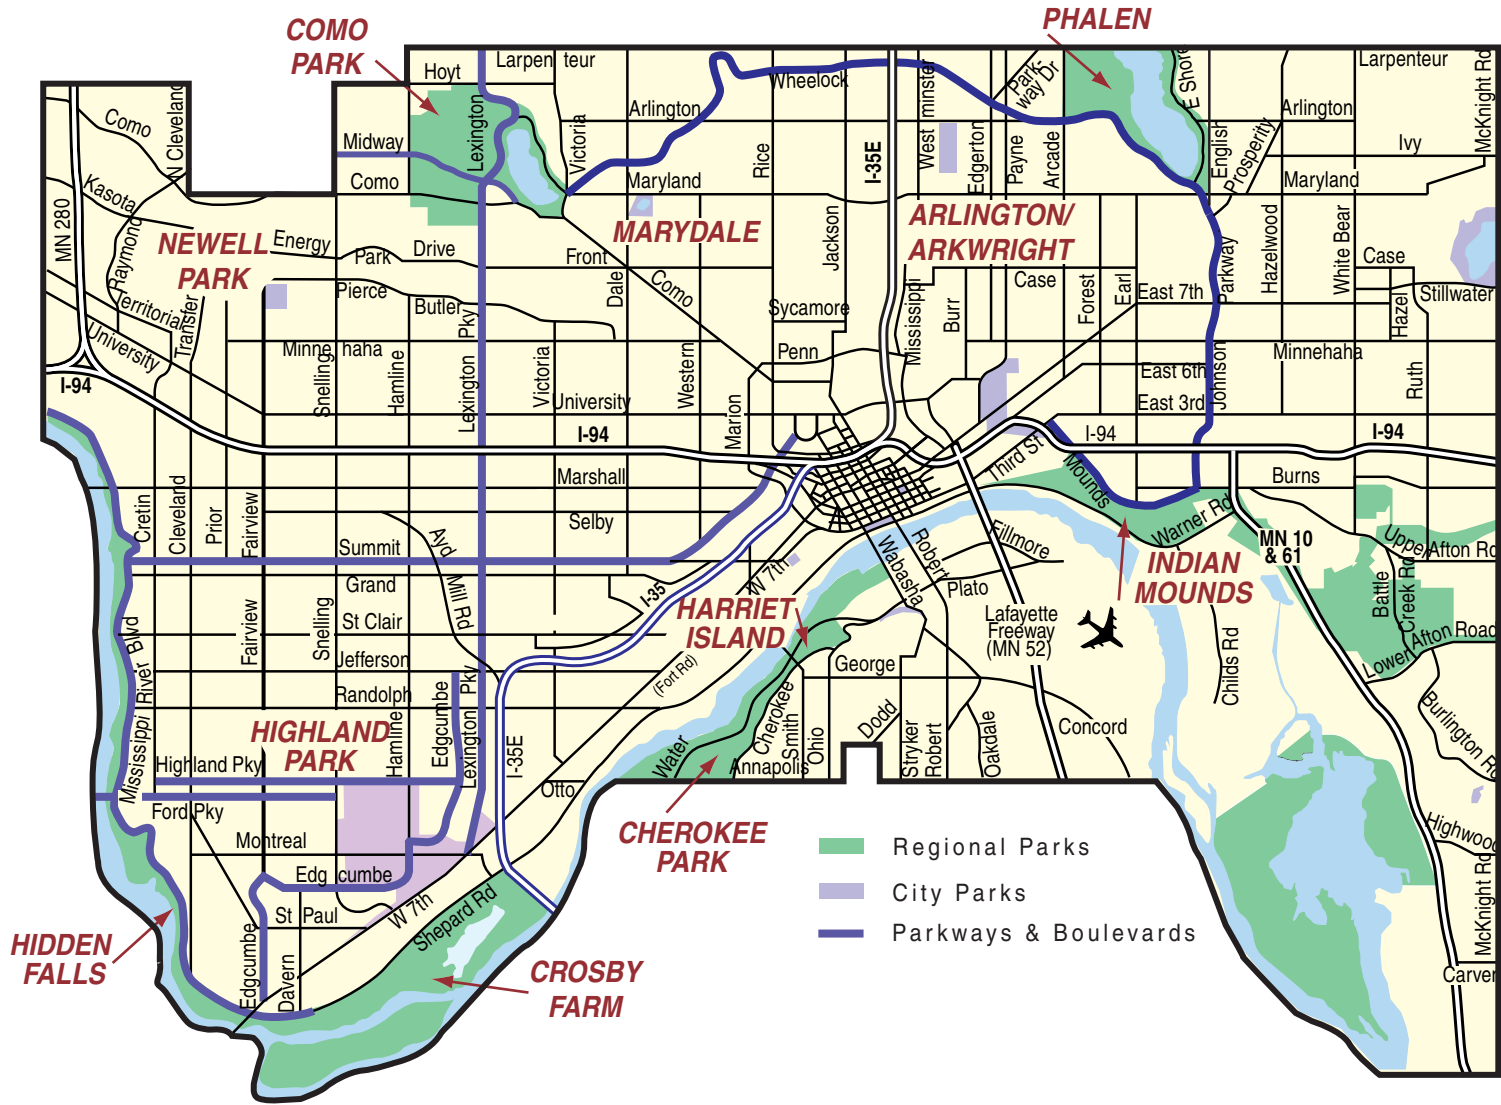 COMO
PARK
PHALEN
Hoyt
Larpenteur
Larpenteur
Wheelock
Westminster
Park-
way Dr
E Shore
McKnight Rd
Como
N Cleveland
Lexington
Victoria
Arlington
Arlington
Midway
Como
Maryland
Rice
I-35E
Edgerton
Payne
Arcade
English
Prosperity
Ivy
Maryland
Kasota
MN 280
Raymond
NEWELL
PARK
Energy
Park
Drive
MARYDALE
ARLINGTON/
ARKWRIGHT
Front
Dale
Como
Jackson
Case
Forest
Earl
East 7th
Parkway
Hazelwood
White Bear
Case
Hazel
Stillwater
Territorial
Transfer
Pierce
Butler
Pky
Sycamore
Mississippi
Burr
University
Minnehaha
Snelling
Hamline
Lexington
Victoria
Western
Penn
Marion
East 6th
Johnson
Minnehaha
Ruth
I-94
University
East 3rd
I-94
I-94
I-94
Marshall
Third St
Mounds
Burns
Cretin
Cleveland
Prior
Fairview
Selby
Summit
Ayd
Mill Rd
Grand
Warner Rd
MN 10
& 61
Upper Afton Rd
Battle
Creek Rd
Fillmore
Robert
Wabasha
Plato
INDIAN
MOUNDS
W 7th
I-35
HARRIET
ISLAND
Lafayette
Freeway
(MN 52)
St Clair
Fairview
Snelling
Jefferson
Randolph
Mississippi River Blvd
(Fort Rd)
George
Childs Rd
Lower Afton Road
Burlington Rd
HIGHLAND
PARK
Hamline
Edgcumbe
Lexington
Pky
I-35E
Cherokee
Smith
Ohio
Dodd
Stryker
Robert
Oakdale
Concord
Water
Annapolis
Highland Pky
Ford Pky
Otto
Montreal
CHEROKEE
PARK
Edgcumbe
Highwood
Regional Parks
City Parks
Parkways & Boulevards
St Paul
W 7th
Shepard Rd
McKnight Rd
HIDDEN
FALLS
Edgcumbe
Davern
CROSBY
FARM
Carver